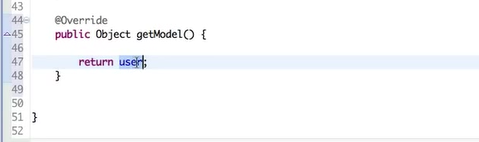 43
44 @Override
45 public Object getModel() {
46
47 return user;
48 }
49
50
51 }
52